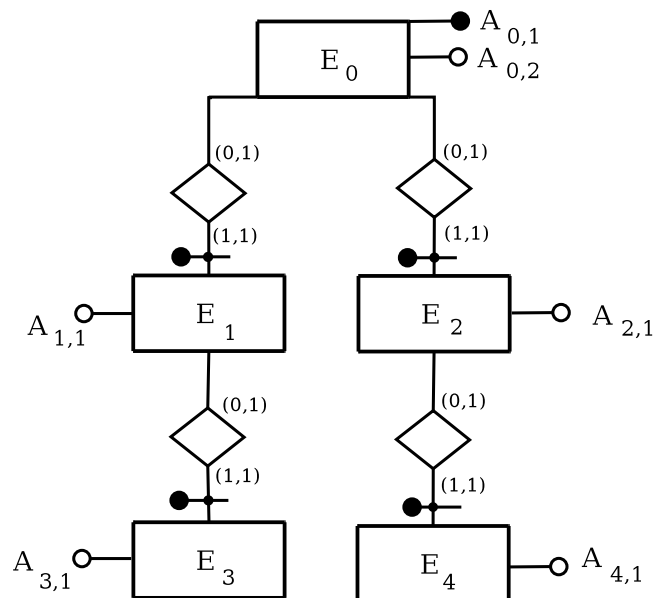 A 0,1
E 0
A 0,2
(0,1) (0,1)
(1,1) (1,1)
E 1
E 2
A 1,1
A 2,1
(0,1) (0,1)
(1,1) (1,1)
E 3
E 4
A 3,1
A 4,1